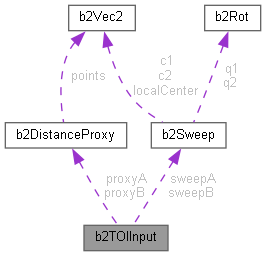 b2Vec2
b2Rot
points
c1
c2
localCenter
q1
q2
b2DistanceProxy
b2Sweep
proxyA
proxyB
sweepA
sweepB
b2TOIInput